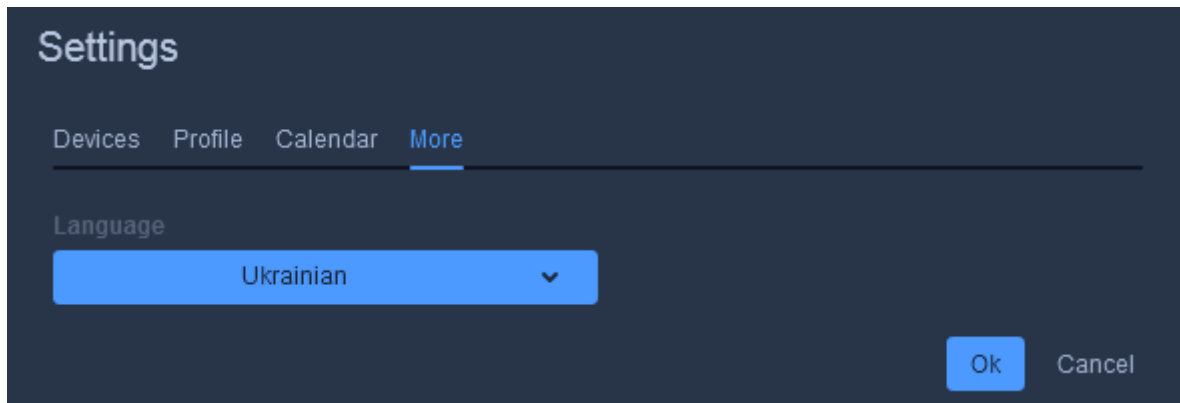 Settings
Devices Profile Calendar More
Language
Ukrainian
Ok Cancel